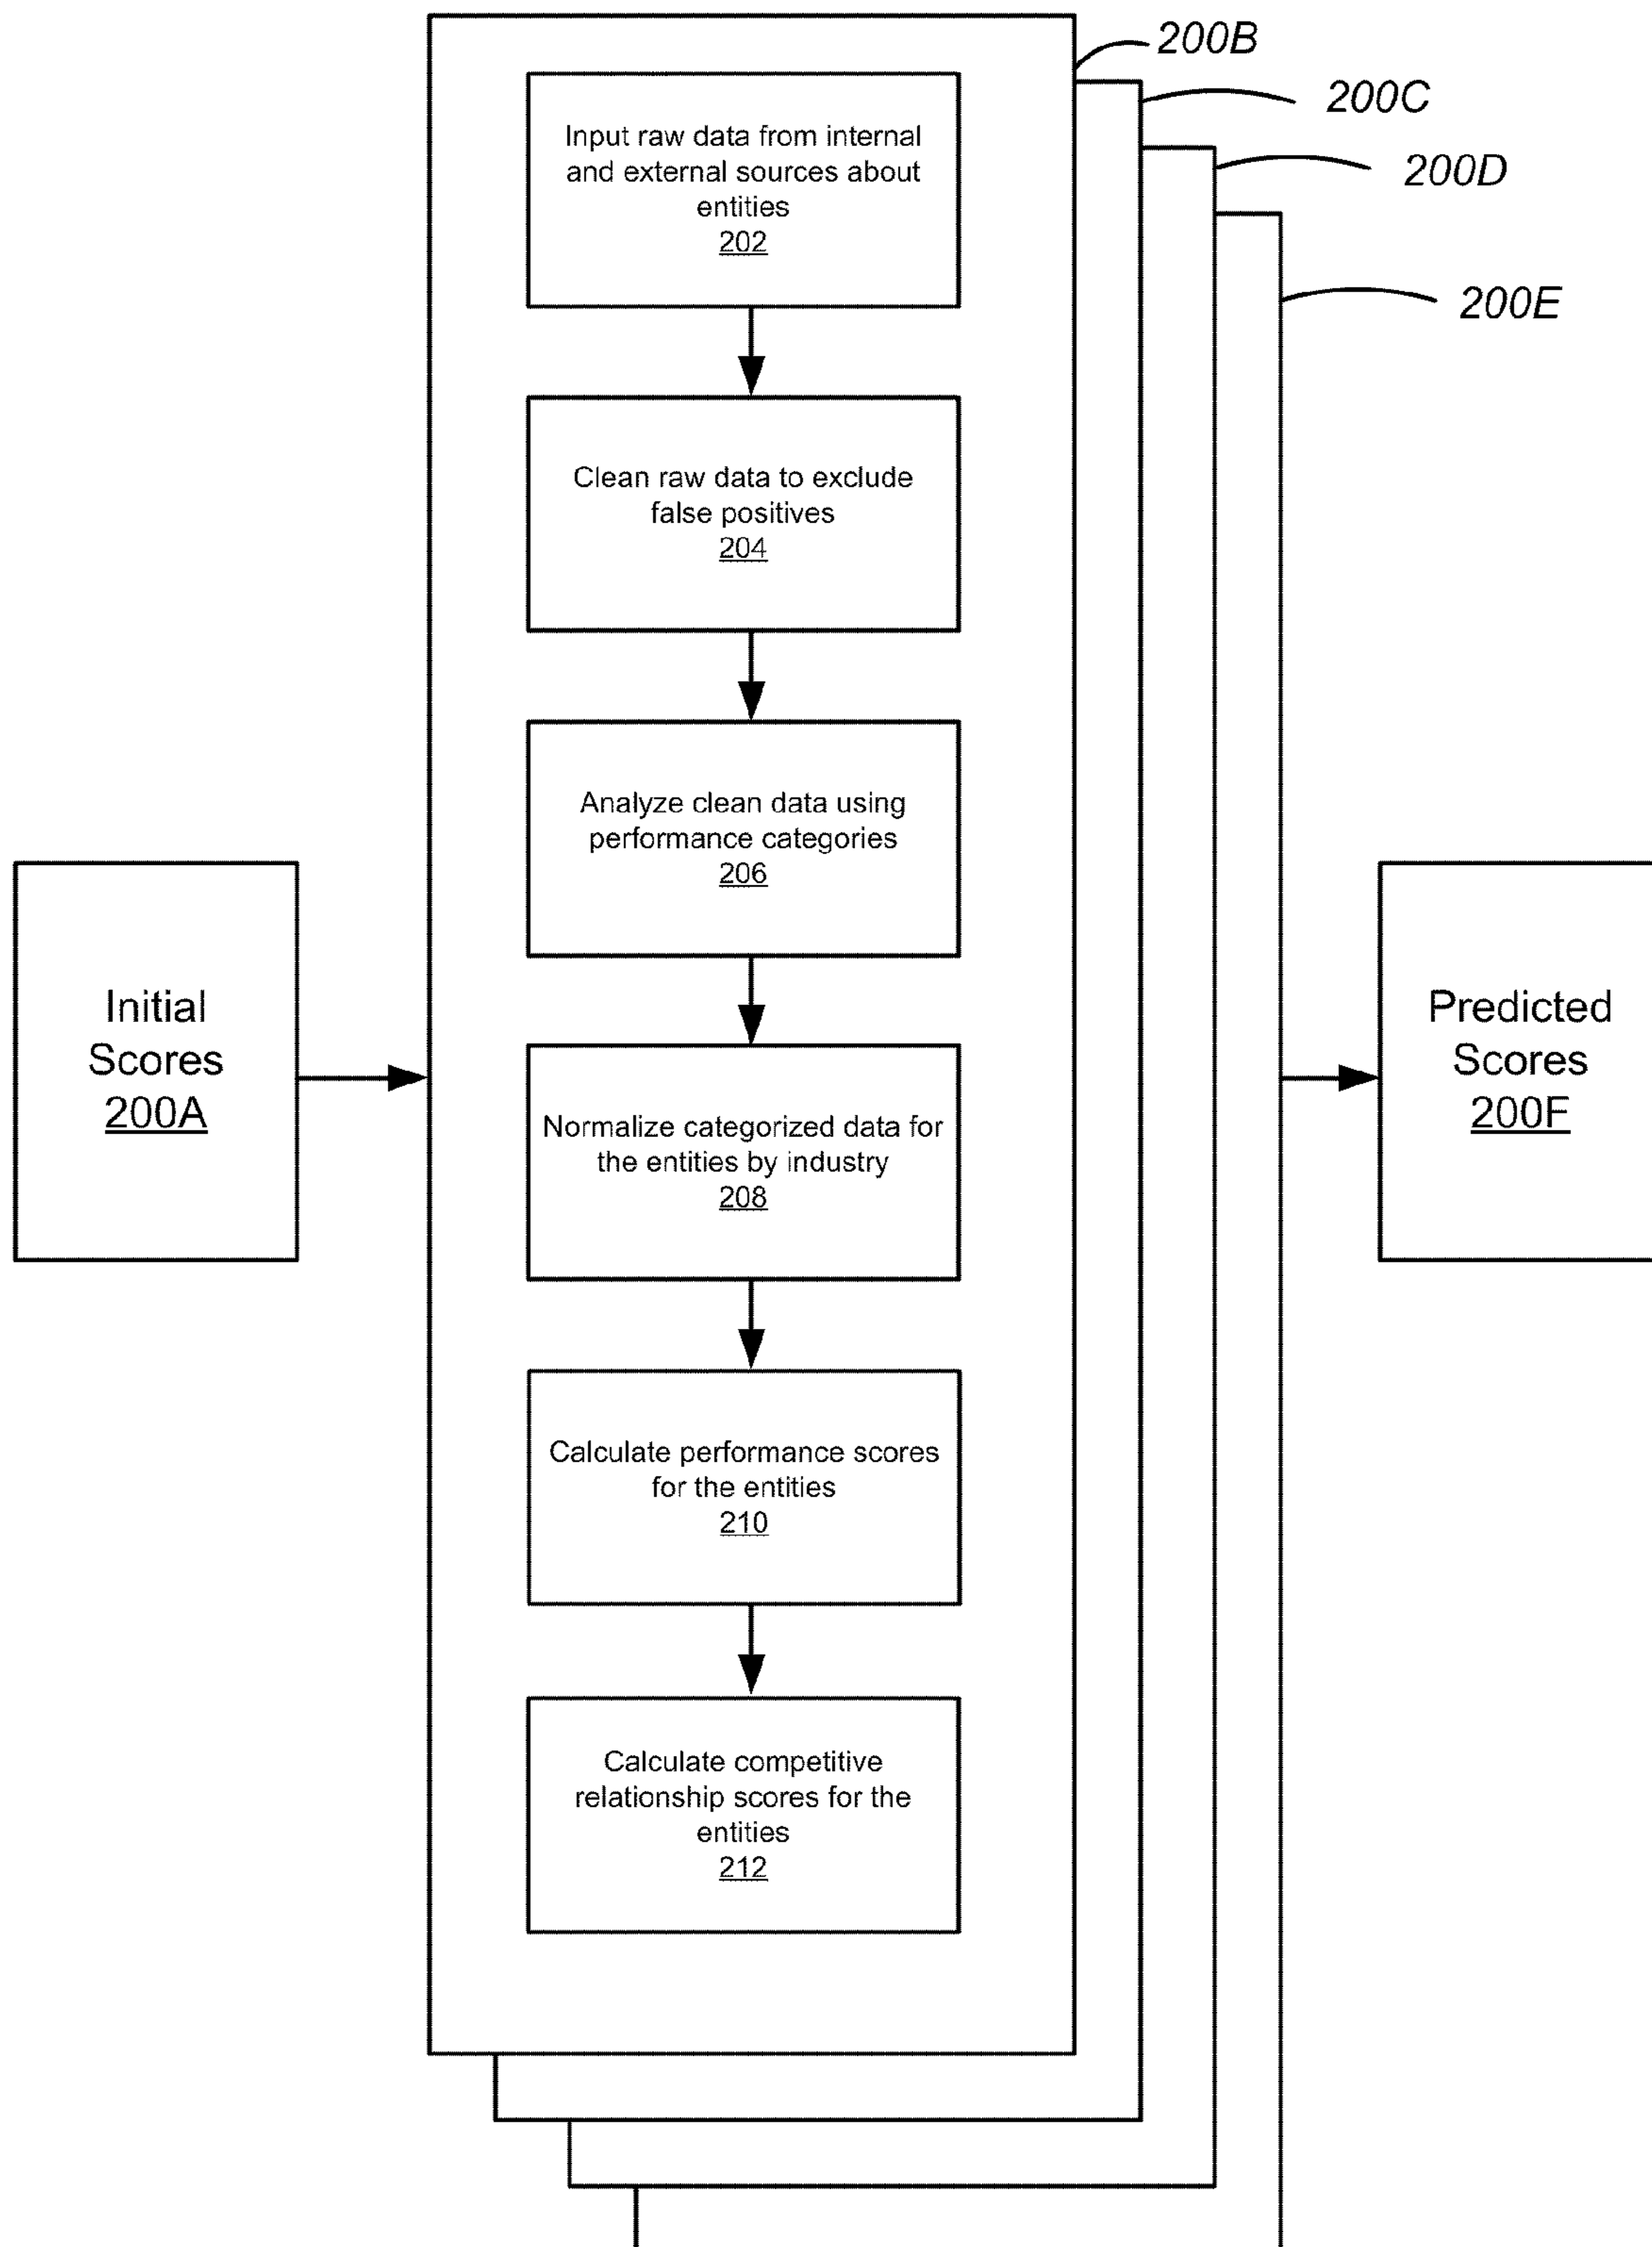 200B
200C
200D
200E
Input raw data from internal
and external sources about
entities
202
Clean raw data to exclude
false positives
204
Analyze clean data using
performance categories
206
Initial
Scores
200A
Normalize categorized data for
the entities by industry
208
Predicted
Scores
200F
Calculate performance scores
for the entities
210
Calculate competitive
relationship scores for the
entities
212